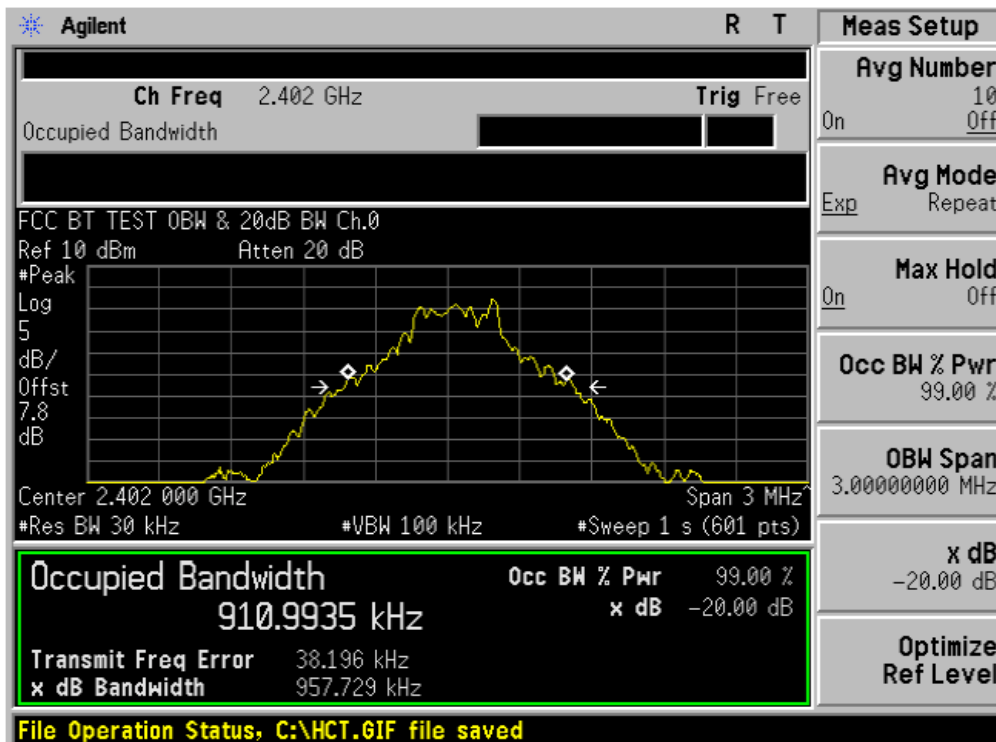 Agilent R T
Ch Freq 2.402 GHz Trig Free
Occupied Bandwidth
FCC BT TEST OBW & 20dB BW Ch.0
Ref 10 dBm Atten 20 dB
#Peak
Log
5
dB/
Offst
7.8
dB
Center 2.402 000 GHz Span 3 MHz^
#Res BW 30 kHz #VBW 100 kHz #Sweep 1 s (601 pts)
Occupied Bandwidth
910.9935 kHz
Occ BW % Pwr 99.00 %
x dB -20.00 dB
Transmit Freq Error 38.196 kHz
x dB Bandwidth 957.729 kHz
File Operation Status, C:\HCT.GIF file saved
Meas Setup
Avg Number
10
On Off
Avg Mode
Exp Repeat
Max Hold
On Off
Occ BW % Pwr
99.00 %
OBW Span
3.00000000 MHz
x dB
-20.00 dB
Optimize
Ref Level